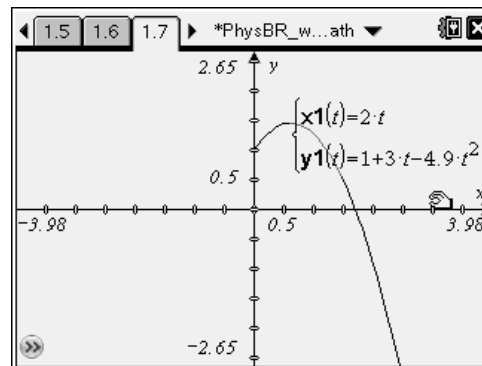 1.5 1.6 1.7 *PhysBR_w...ath
2.65 y
x1(t)=2·t
y1(t)=1+3·t-4.9·t²
0.5
x
-3.98 0.5 3.98
-2.65